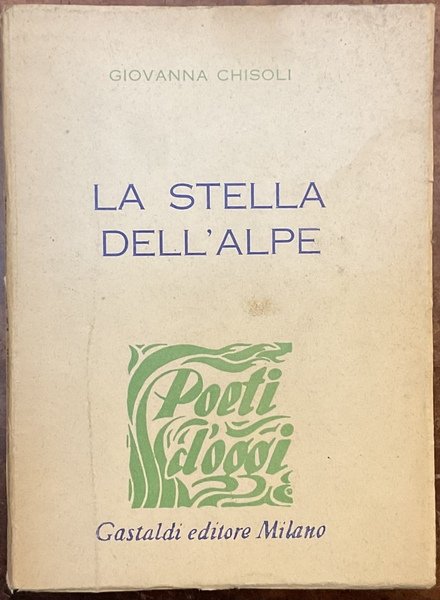 GIOVANNA CHISOLI
LA STELLA
DELL'ALPE
Poeti
d'oggi
Gastaldi editore Milano